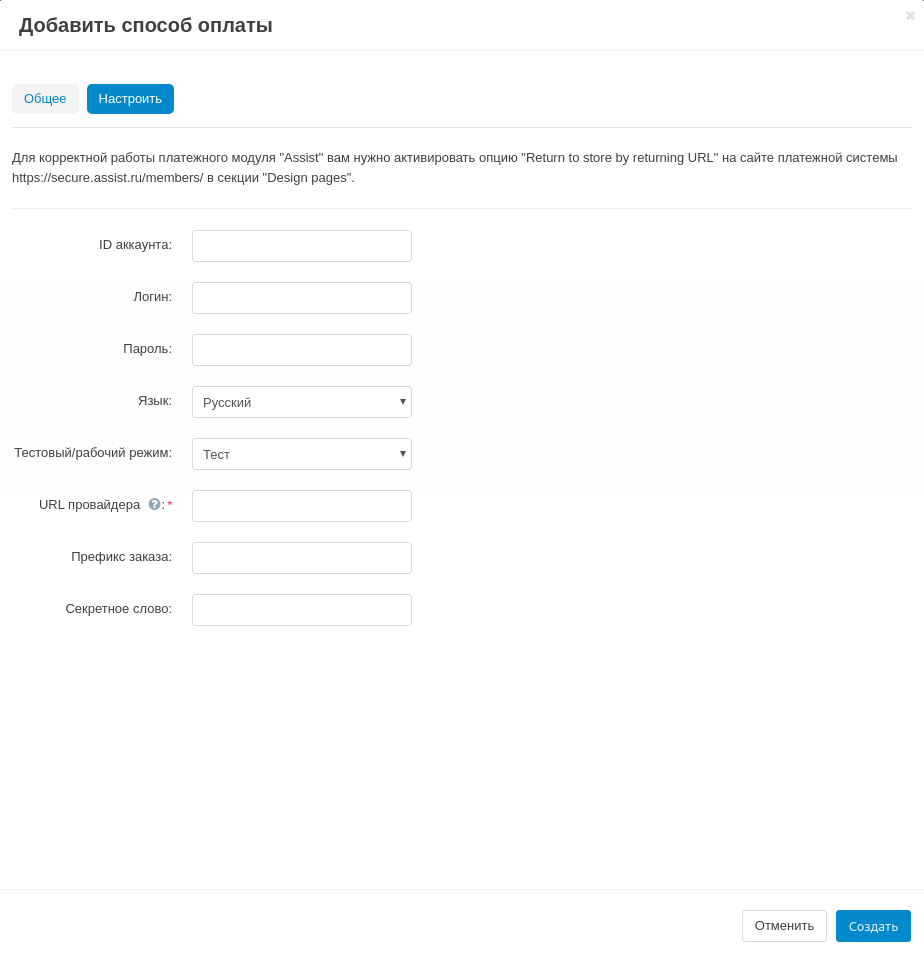 Добавить способ оплаты
Общее
Настроить
Для корректной работы платежного модуля "Assist" вам нужно активировать опцию "Return to store by returning URL" на сайте платежной системы
https://secure.assist.ru/members/ в секции "Design pages".
ID аккаунта:
Логин:
Пароль:
Язык:
Русский
Тестовый/рабочий режим:
Тест
URL провайдера ?:*
Префикс заказа:
Секретное слово:
Отменить
Создать